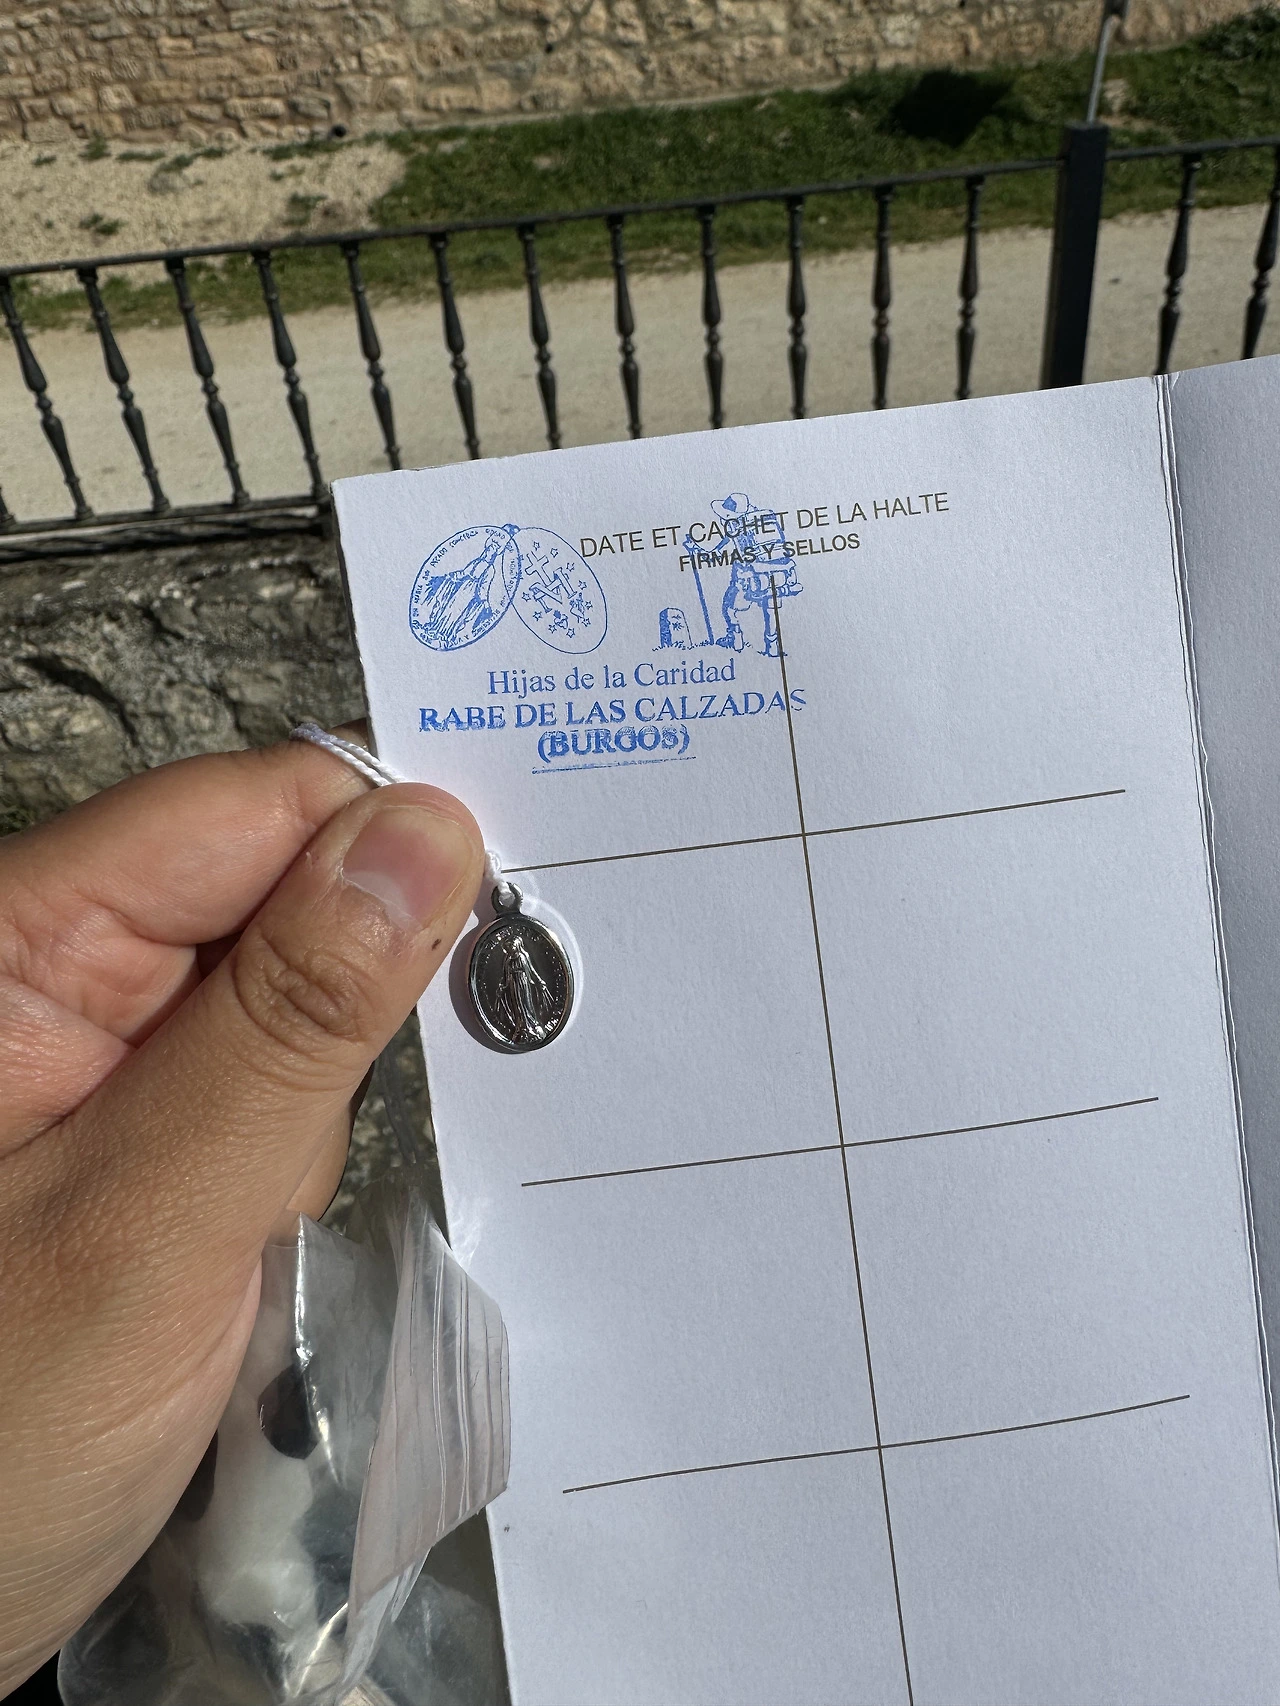 DATE ET CACHET DE LA HALTE
FIRMAS Y SELLOS
Hijas de la Caridad
RABE DE LAS CALZADAS
(BURGOS)